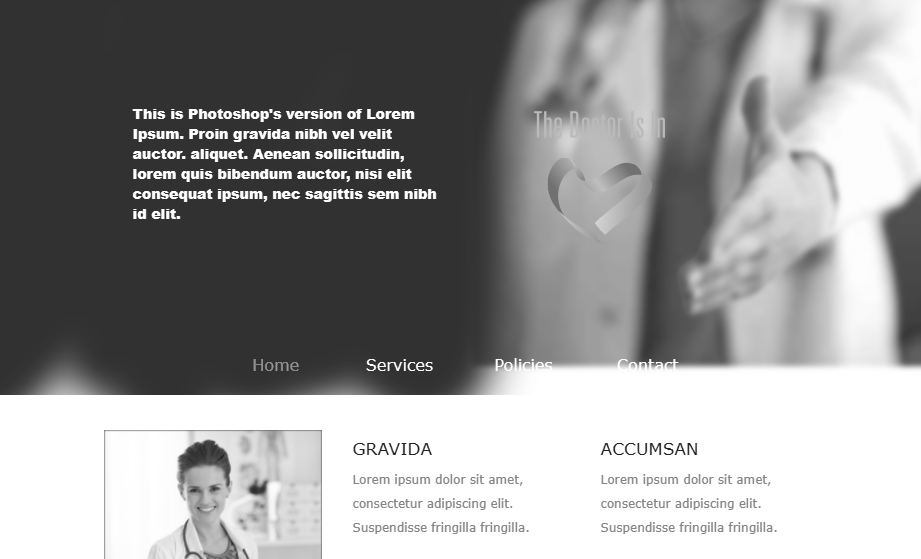 This is Photoshop's version of Lorem
Ipsum. Proin gravida nibh vel velit
auctor. aliquet. Aenean sollicitudin,
lorem quis bibendum auctor, nisi elit
consequat ipsum, nec sagittis sem nibh
id elit.
The Doctor Is In
Home Services Policies Contact
GRAVIDA
Lorem ipsum dolor sit amet,
consectetur adipiscing elit.
Suspendisse fringilla fringilla.
ACCUMSAN
Lorem ipsum dolor sit amet,
consectetur adipiscing elit.
Suspendisse fringilla fringilla.